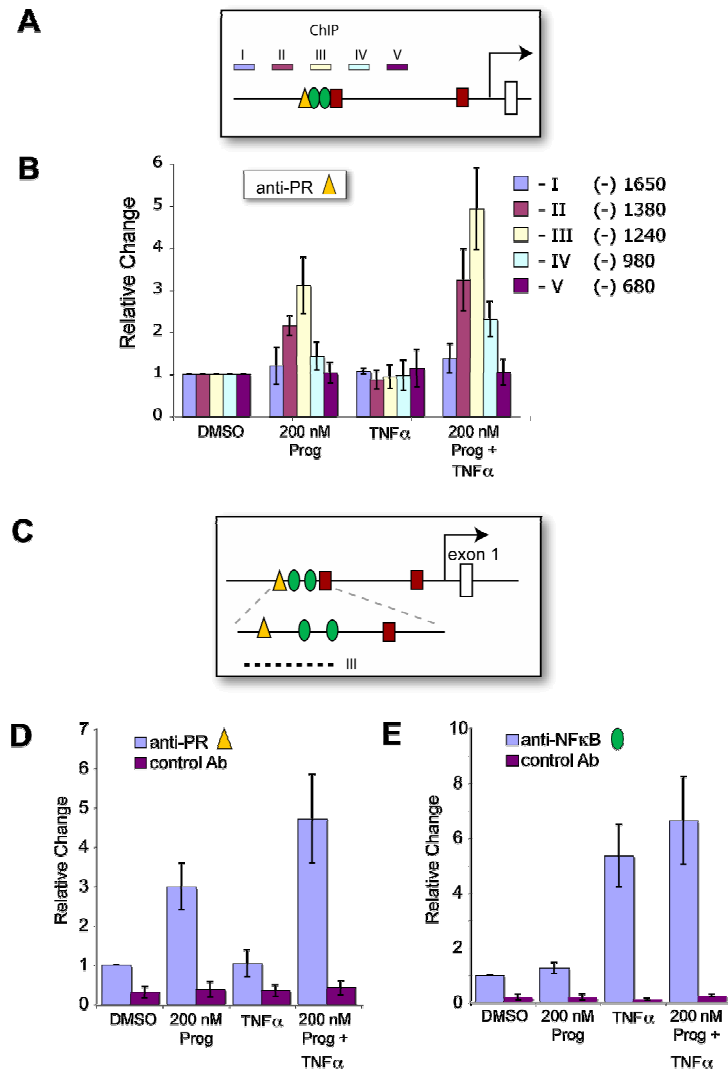 A
ChIP
I II III IV V
B
6
5
4
3
2
1
0
Relative Change
anti-PR
- I (-) 1650
- II (-) 1380
- III (-) 1240
- IV (-) 980
- V (-) 680
DMSO 200 nM Prog TNFα 200 nM Prog + TNFα
C
exon 1
III
D
7
6
5
4
3
2
1
0
Relative Change
anti-PR
control Ab
DMSO 200 nM Prog TNFα 200 nM Prog + TNFα
E
10
8
6
4
2
0
Relative Change
anti-NFκB
control Ab
DMSO 200 nM Prog TNFα 200 nM Prog + TNFα